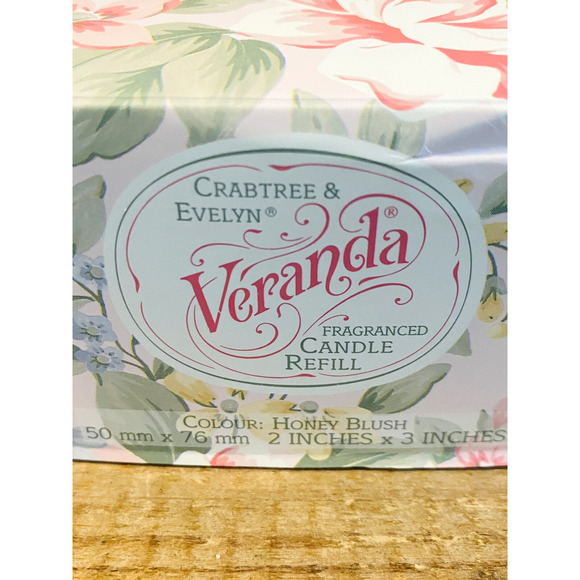 CRABTREE &
EVELYN®
Veranda®
FRAGRANCED
CANDLE
REFILL
COLOUR: HONEY BLUSH
50 mm x 76 mm 2 INCHES x 3 INCHES